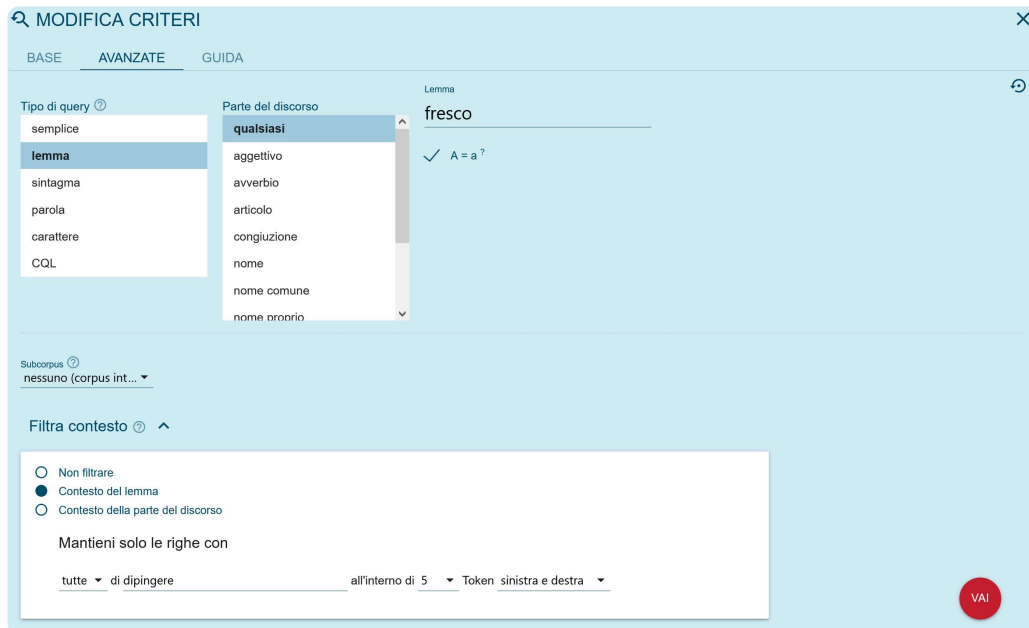 MODIFICA CRITERI
BASE AVANZATE GUIDA
Tipo di query ?
semplice
lemma
sintagma
parola
carattere
CQL
Parte del discorso
qualsiasi
aggettivo
avverbio
articolo
congiuzione
nome
nome comune
nome proprio
Lemma
fresco
A = a ?
Subcorpus ?
nessuno (corpus int...
Filtra contesto ?
Non filtrare
Contesto del lemma
Contesto della parte del discorso
Mantieni solo le righe con
tutte di dipingere all'interno di 5 Token sinistra e destra
VAI